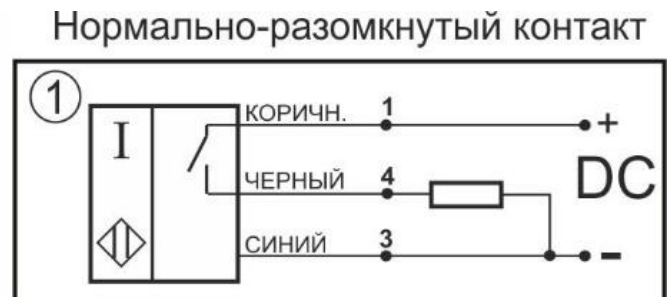 Нормально-разомкнутый контакт
1
I
КОРИЧН. 1 +
ЧЕРНЫЙ 4 DC
СИНИЙ 3 -